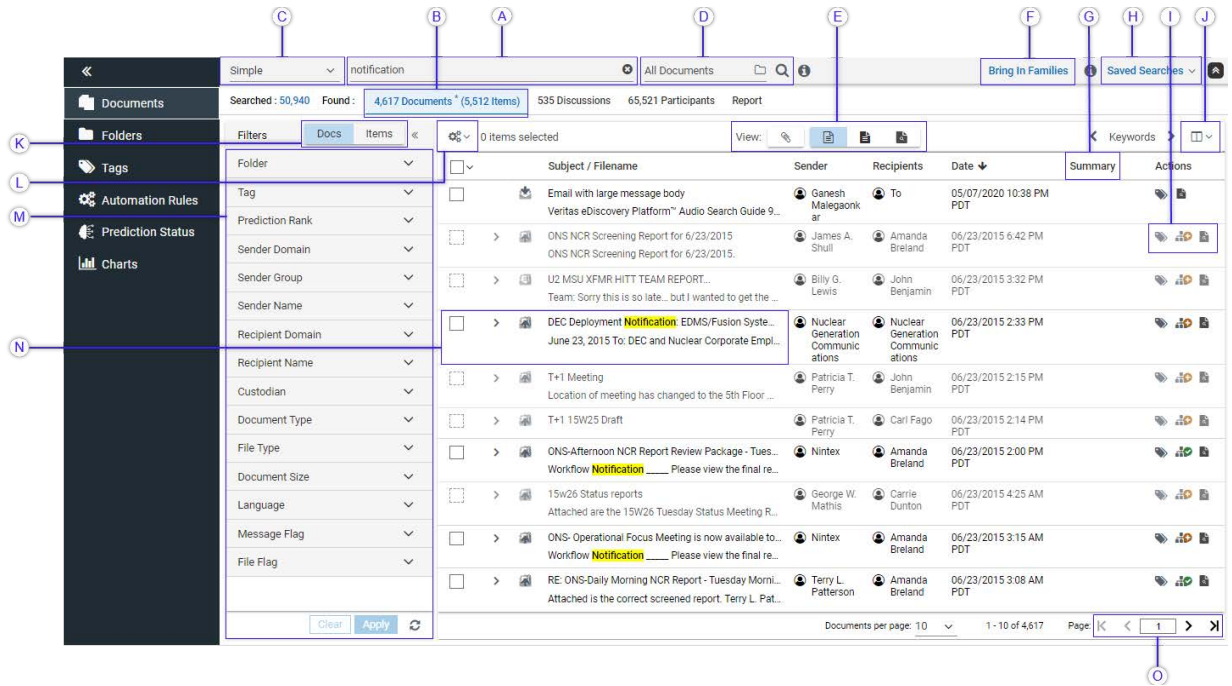 C B A D E F G H I J
Simple notification All Documents Bring In Families Saved Searches
Documents
Searched : 50,940 Found : 4,617 Documents * (5,512 Items) 535 Discussions 65,521 Participants Report
K
Folders
Filters Docs Items 0 items selected View: Keywords
L
Tags
Folder
Subject / Filename Sender Recipients Date Summary Actions
M
Automation Rules
Tag
Email with large message body Ganesh Malegaonk ar To 05/07/2020 10:38 PM PDT
Veritas eDiscovery Platform™ Audio Search Guide 9...
Prediction Status
Prediction Rank
Charts
Sender Domain
ONS NCR Screening Report for 6/23/2015 James A. Shull Amanda Breland 06/23/2015 6:42 PM PDT
ONS NCR Screening Report for 6/23/2015.
Sender Group
U2 MSU XFMR HITT TEAM REPORT... Billy G. Lewis John Benjamin 06/23/2015 3:32 PM PDT
Team: Sorry this is so late... but I wanted to get the ...
Sender Name
N
Recipient Domain
DEC Deployment Notification: EDMS/Fusion Syste... Nuclear Generation Communic ations Nuclear Generation Communic ations 06/23/2015 2:33 PM PDT
June 23, 2015 To: DEC and Nuclear Corporate Empl...
Recipient Name
Custodian
T+1 Meeting Patricia T. Perry John Benjamin 06/23/2015 2:15 PM PDT
Location of meeting has changed to the 5th Floor ...
Document Type
T+1 15W25 Draft Patricia T. Perry Carl Fago 06/23/2015 2:14 PM PDT
File Type
ONS-Afternoon NCR Report Review Package - Tues... Nintex Amanda Breland 06/23/2015 2:00 PM PDT
Workflow Notification ____ Please view the final re...
Document Size
Language
15w26 Status reports George W. Mathis Carrie Dunton 06/23/2015 4:25 AM PDT
Attached are the 15W26 Tuesday Status Meeting R...
Message Flag
ONS- Operational Focus Meeting is now available to... Nintex Amanda Breland 06/23/2015 3:15 AM PDT
Workflow Notification ____ Please view the final re...
File Flag
RE: ONS-Daily Morning NCR Report - Tuesday Morni... Terry L. Patterson Amanda Breland 06/23/2015 3:08 AM PDT
Attached is the correct screened report. Terry L. Pat...
Clear Apply
Documents per page: 10 1 - 10 of 4,617 Page: 1
O